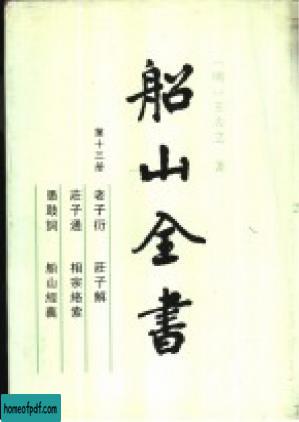 〔明〕王夫之 著
船山全書
第十三册
老子衍 莊子解
莊子通 相宗絡索
愚鼓詞 船山經義
homeofpdf.com